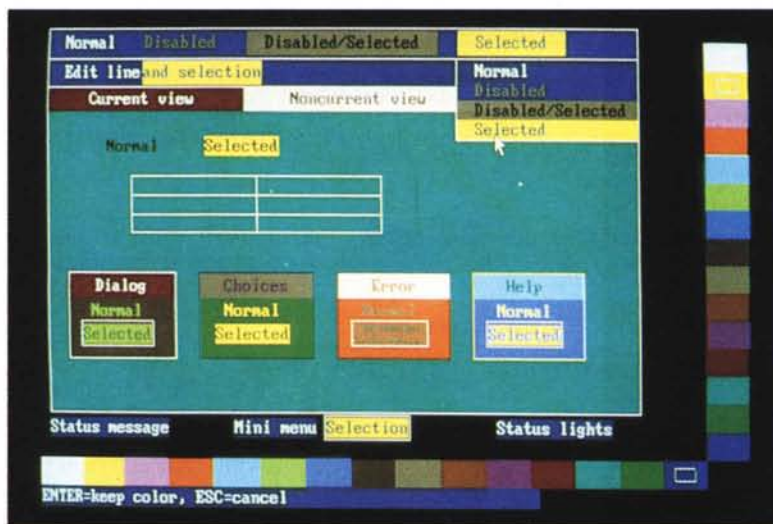 Normal Disabled Disabled/Selected Selected
Edit line and selection
Normal
Disabled
Disabled/Selected
Selected
Current view Noncurrent view
Normal Selected
Dialog
Normal
Selected
Choices
Normal
Selected
Error
Normal
Help
Normal
Selected
Status message Mini menu Selection Status lights
ENTER=keep color, ESC=cancel